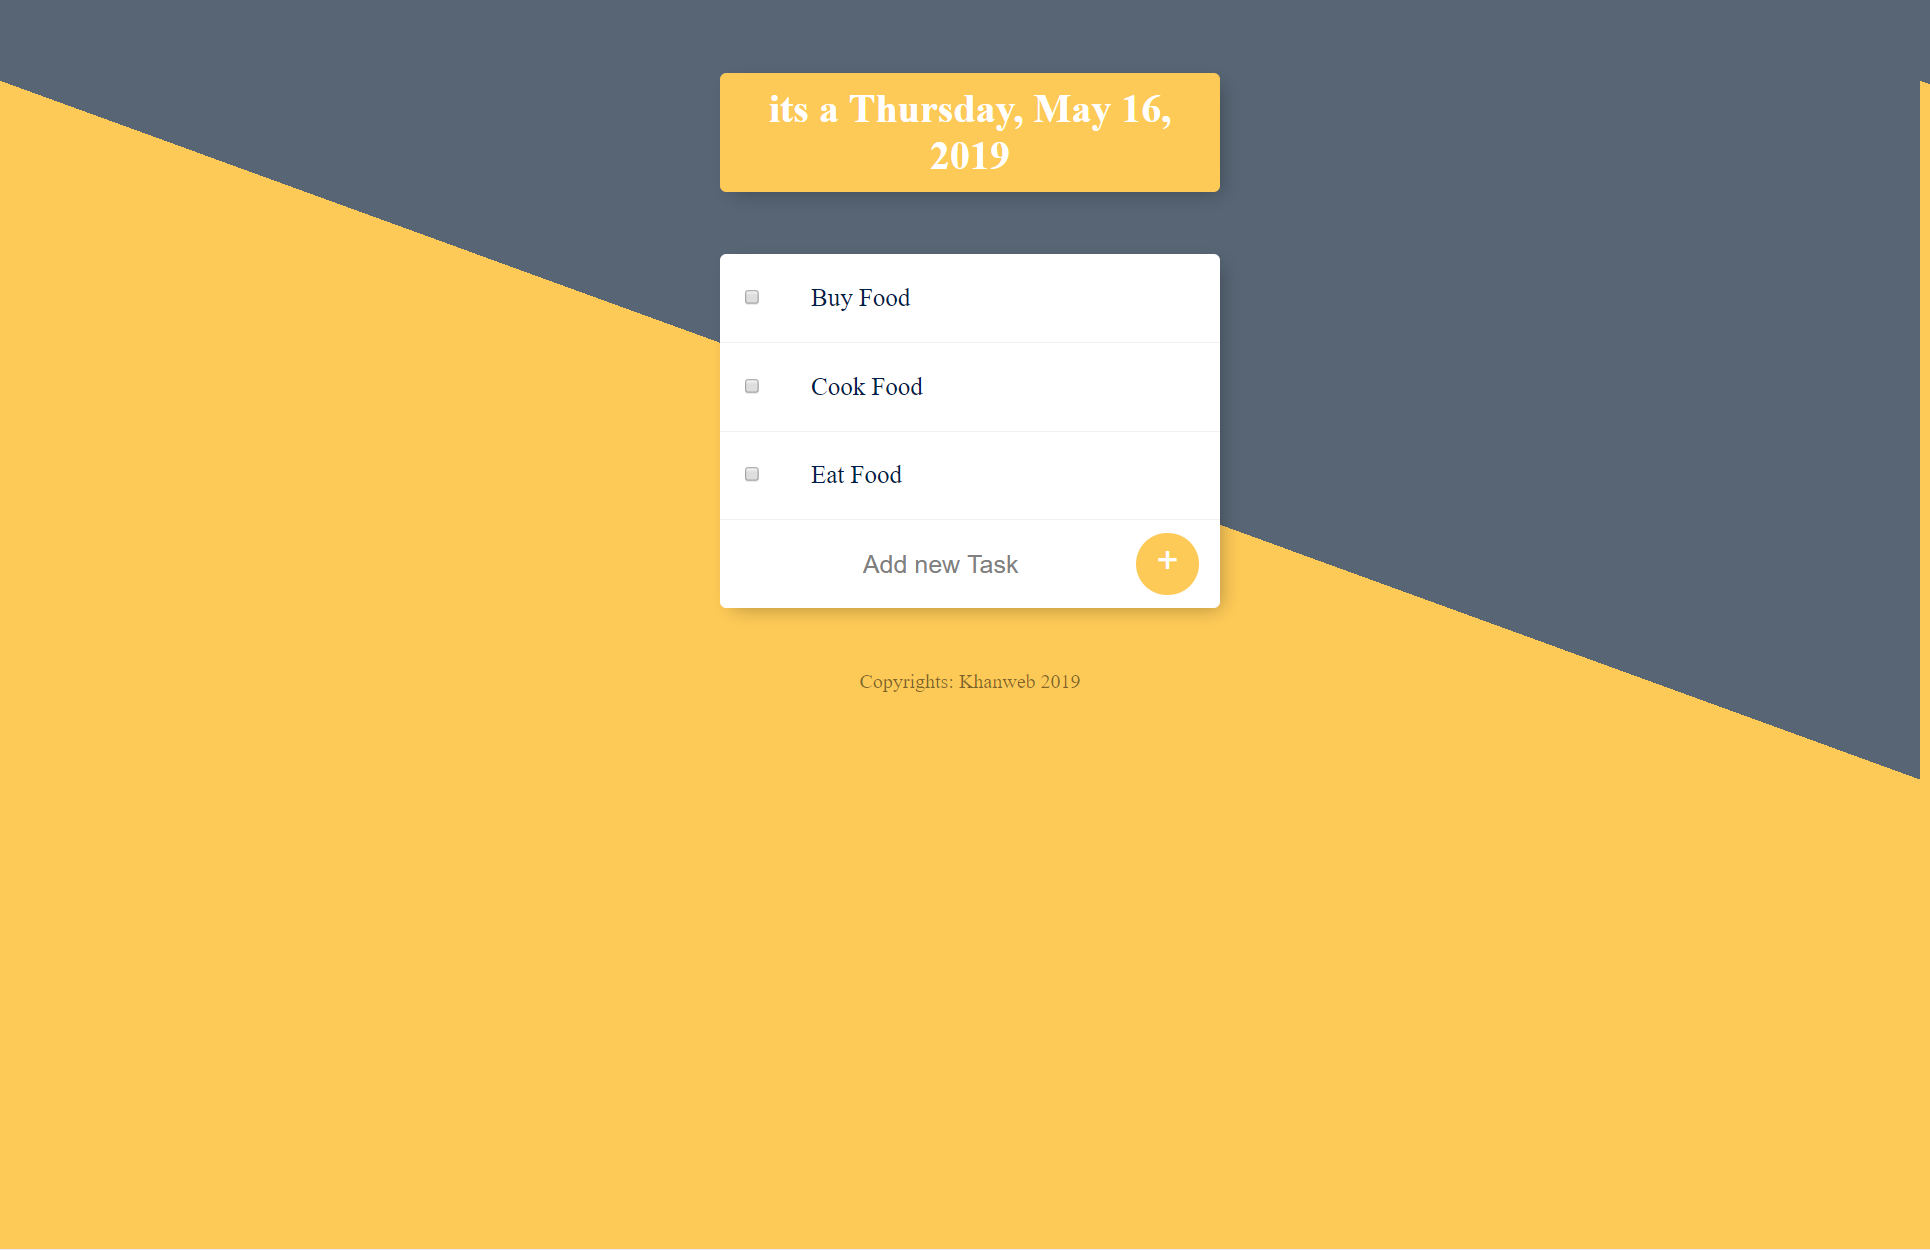 its a Thursday, May 16,
2019
Buy Food
Cook Food
Eat Food
Add new Task
+
Copyrights: Khanweb 2019